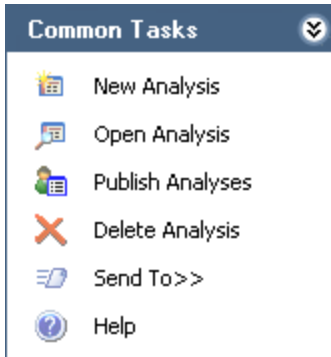 Common Tasks
New Analysis
Open Analysis
Publish Analyses
Delete Analysis
Send To>>
Help